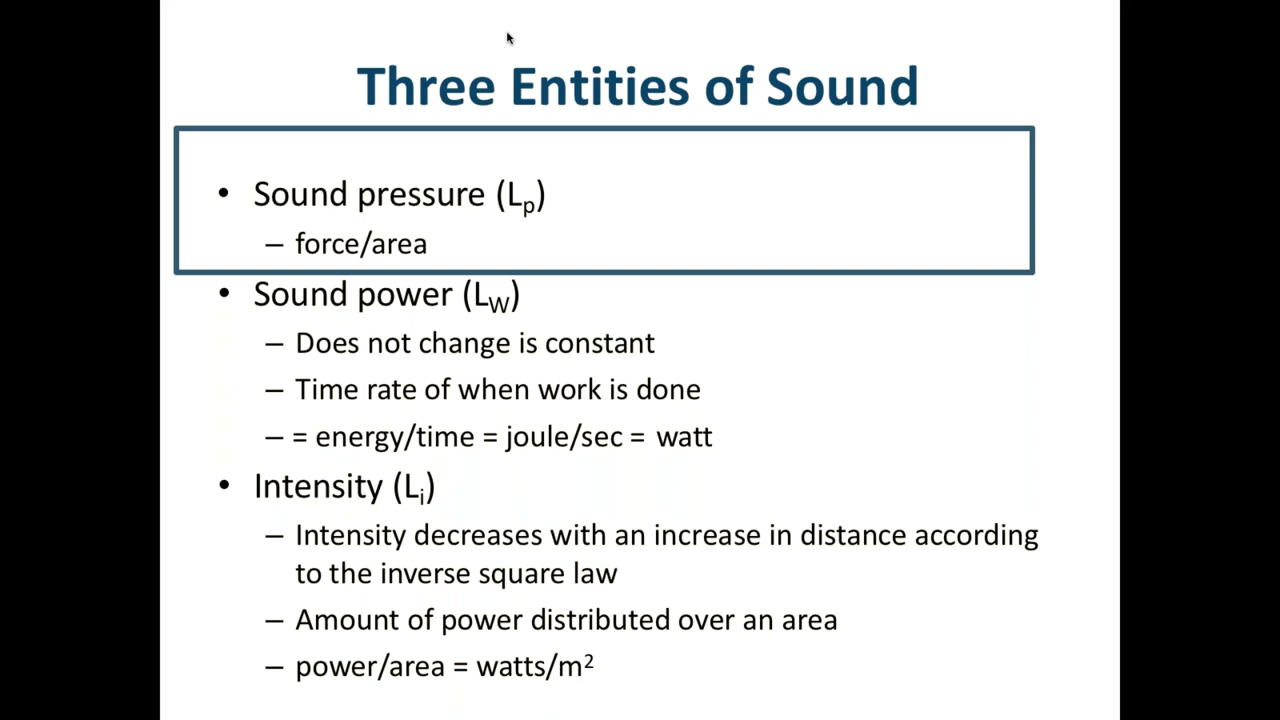 Three Entities of Sound
• Sound pressure (Lp)
– force/area
• Sound power (LW)
– Does not change is constant
– Time rate of when work is done
– = energy/time = joule/sec = watt
• Intensity (Li)
– Intensity decreases with an increase in distance according
to the inverse square law
– Amount of power distributed over an area
– power/area = watts/m²